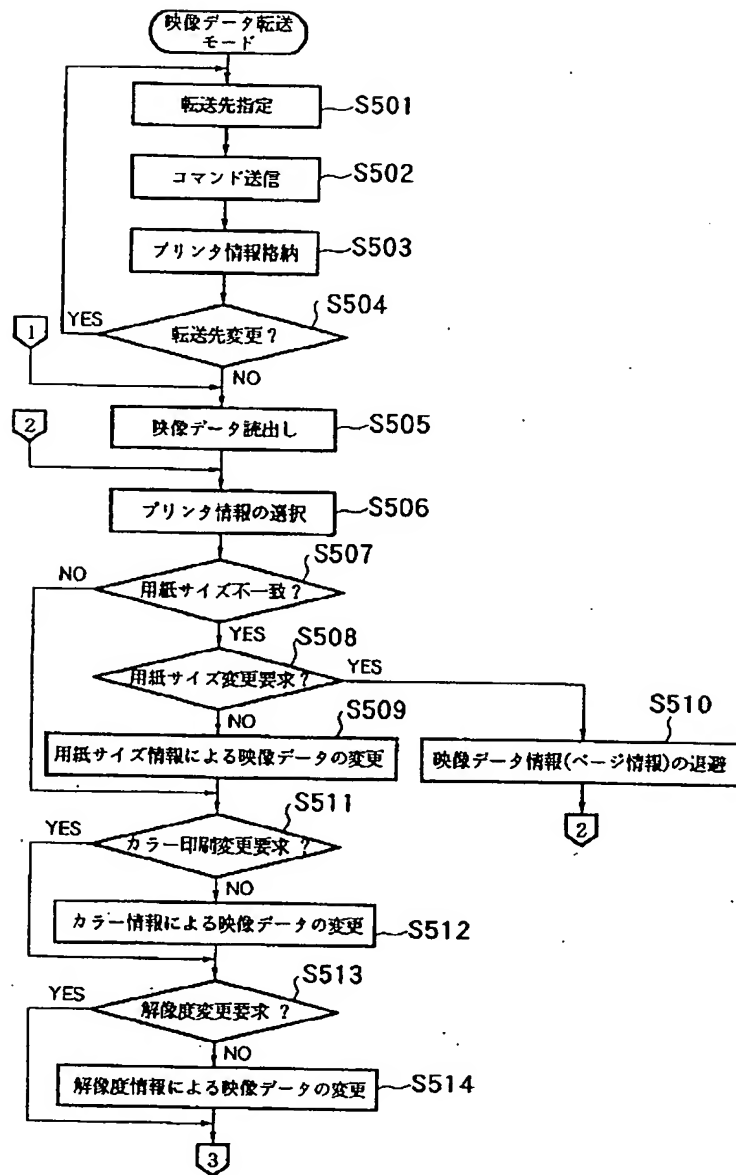 映像データ転送
モード
転送先指定
S501
コマンド送信
S502
プリンタ情報格納
S503
S504
YES
転送先変更？
1
NO
映像データ読出し
S505
2
プリンタ情報の選択
S506
S507
NO
用紙サイズ不一致？
YES
S508
用紙サイズ変更要求？
YES
NO
S509
S510
用紙サイズ情報による映像データの変更
映像データ情報(ページ情報)の退避
2
S511
YES
カラー印刷変更要求？
NO
カラー情報による映像データの変更
S512
S513
YES
解像度変更要求？
NO
解像度情報による映像データの変更
S514
3